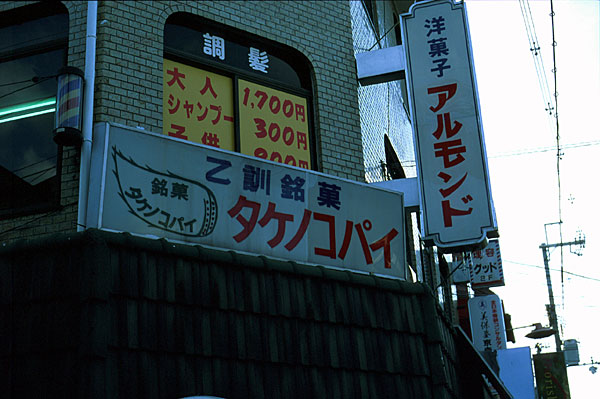 調髪
大人 1,700円
シャンプー 300円
子供
洋菓子 アルモンド
乙訓銘菓
タケノコパイ
銘菓
タケノコパイ